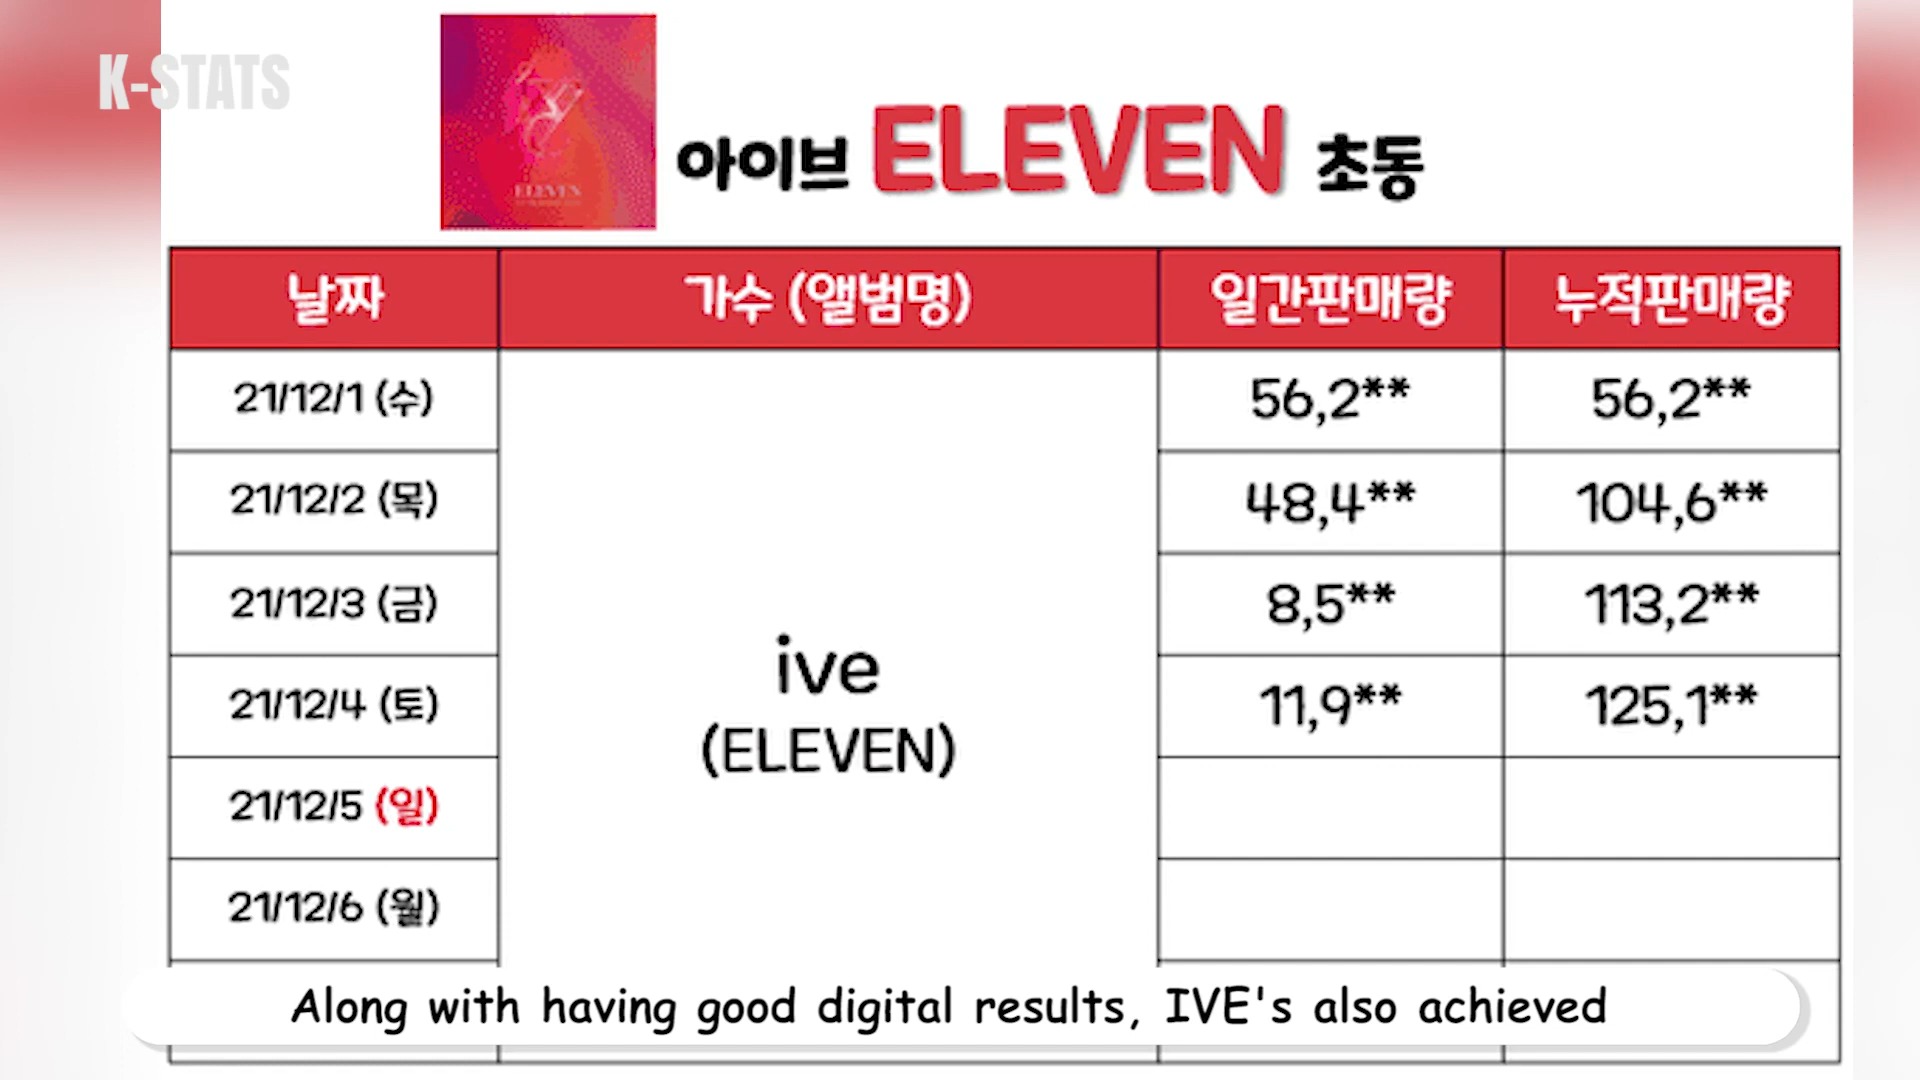 K-STATS
ELEVEN
아이브 ELEVEN 초동
날짜 가수 (앨범명) 일간판매량 누적판매량
21/12/1 (수) 56,2** 56,2**
21/12/2 (목) 48,4** 104,6**
21/12/3 (금) 8,5** 113,2**
ive
21/12/4 (토) 11,9** 125,1**
(ELEVEN)
21/12/5 (일)
21/12/6 (월)
Along with having good digital results, IVE's also achieved